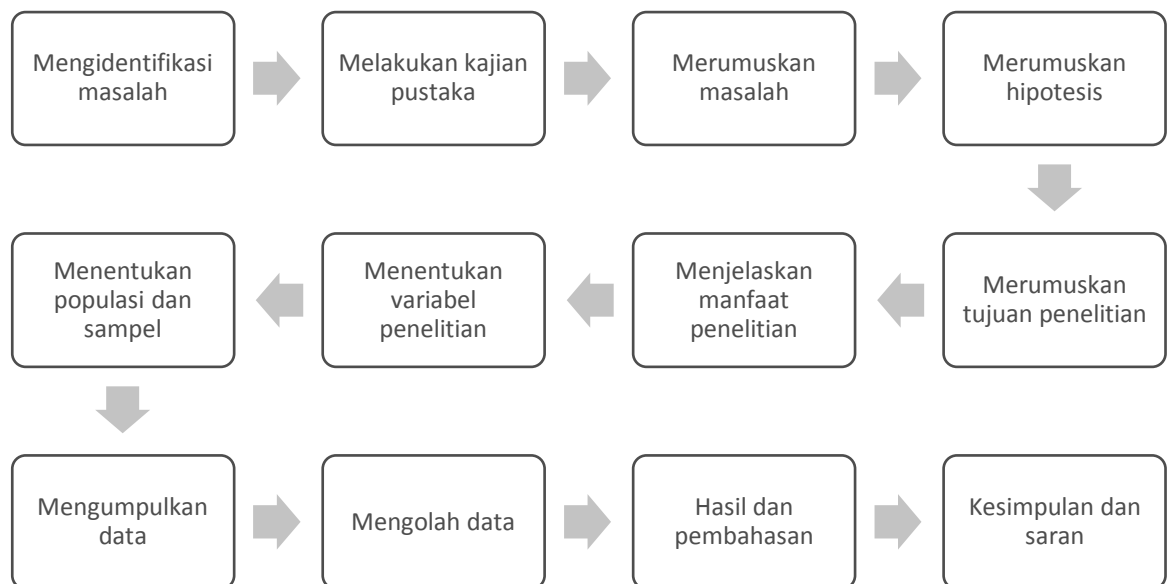 Mengidentifikasi
masalah
Melakukan kajian
pustaka
Merumuskan
masalah
Merumuskan
hipotesis
Merumuskan
tujuan penelitian
Menjelaskan
manfaat
penelitian
Menentukan
variabel
penelitian
Menentukan
populasi dan
sampel
Mengumpulkan
data
Mengolah data
Hasil dan
pembahasan
Kesimpulan dan
saran